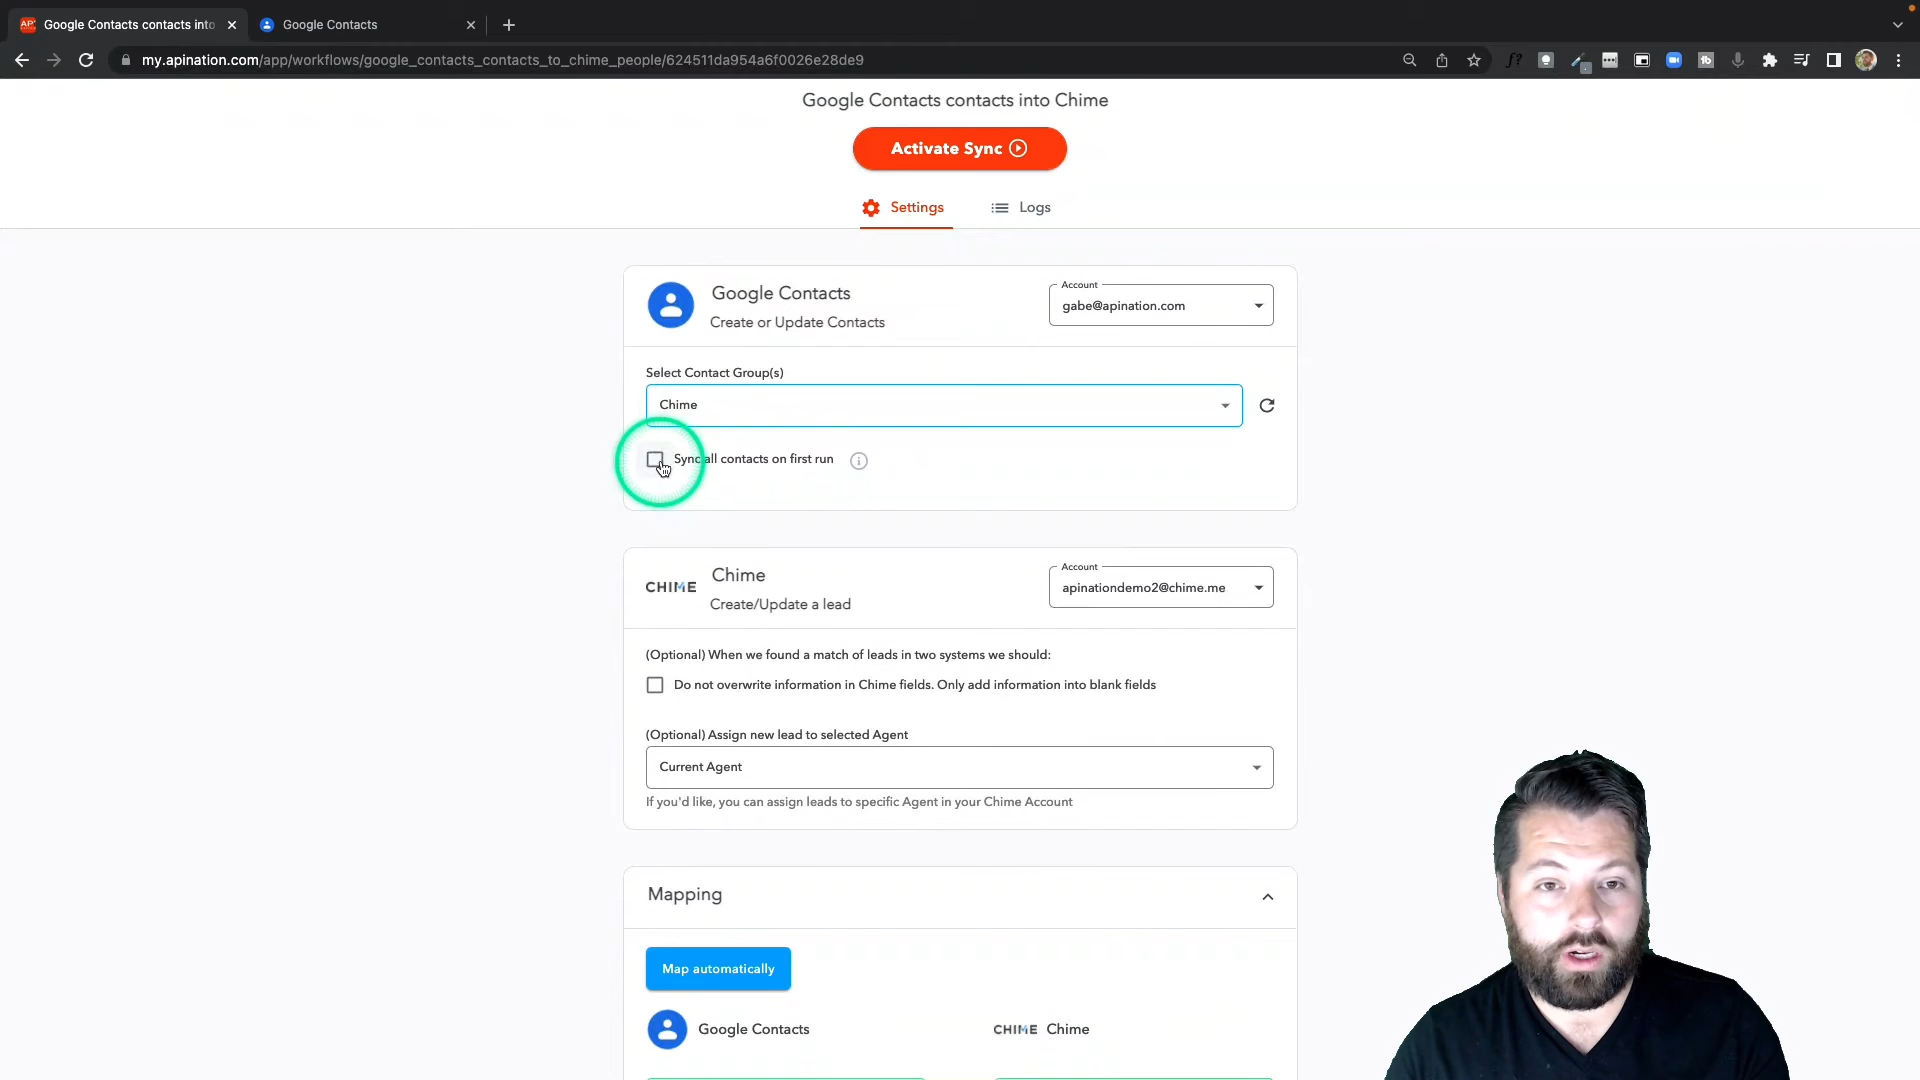 Google Contacts contacts into
Google Contacts
my.apination.com/app/workflows/google_contacts_contacts_to_chime_people/624511da954a6f0026e28de9
Google Contacts contacts into Chime
Activate Sync
Settings
Logs
Google Contacts
Create or Update Contacts
Account
gabe@apination.com
Select Contact Group(s)
Chime
Sync all contacts on first run
CHIME
Chime
Create/Update a lead
Account
apinationdemo2@chime.me
(Optional) When we found a match of leads in two systems we should:
Do not overwrite information in Chime fields. Only add information into blank fields
(Optional) Assign new lead to selected Agent
Current Agent
If you'd like, you can assign leads to specific Agent in your Chime Account
Mapping
Map automatically
Google Contacts
CHIME Chime